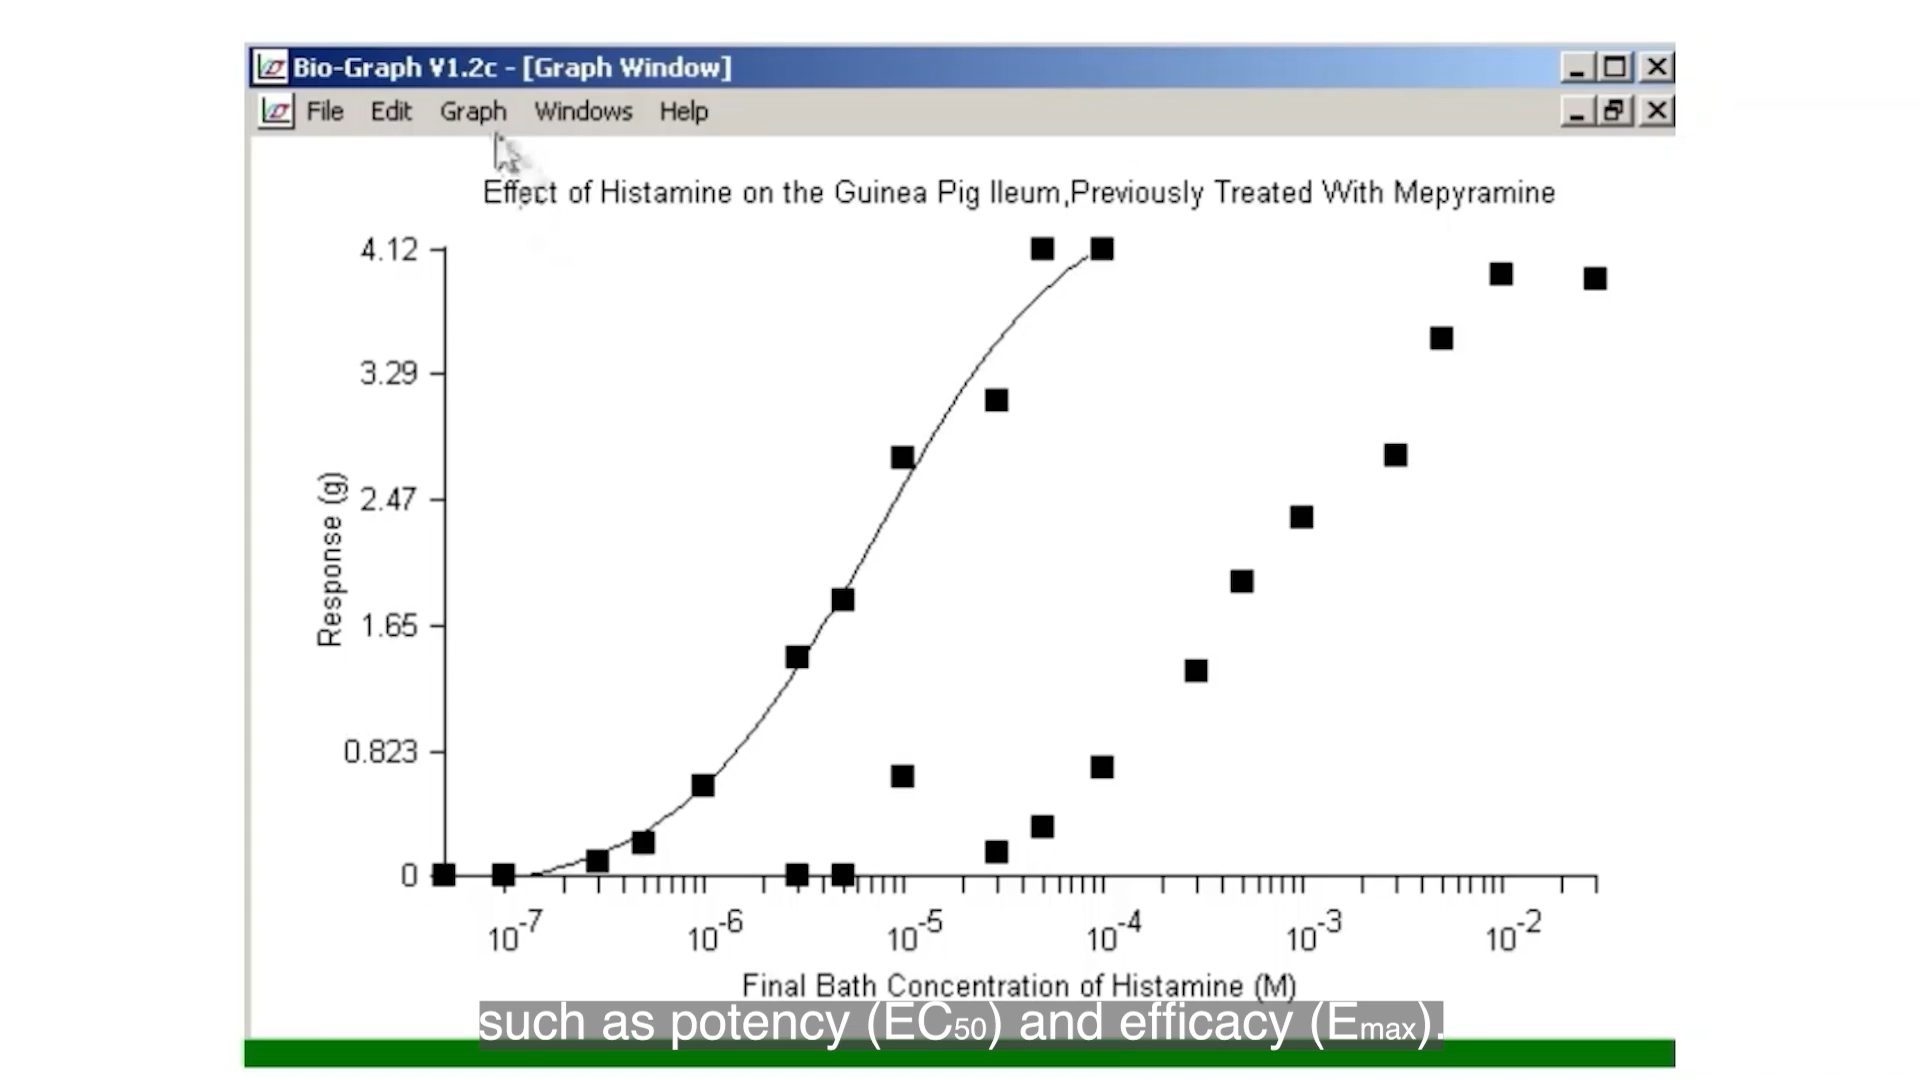 Bio-Graph V1.2c - [Graph Window]
File Edit Graph Windows Help
Effect of Histamine on the Guinea Pig Ileum,Previously Treated With Mepyramine
4.12
3.29
2.47
1.65
0.823
0
Response (g)
10-7 10-6 10-5 10-4 10-3 10-2
Final Bath Concentration of Histamine (M)
such as potency (EC50) and efficacy (Emax).